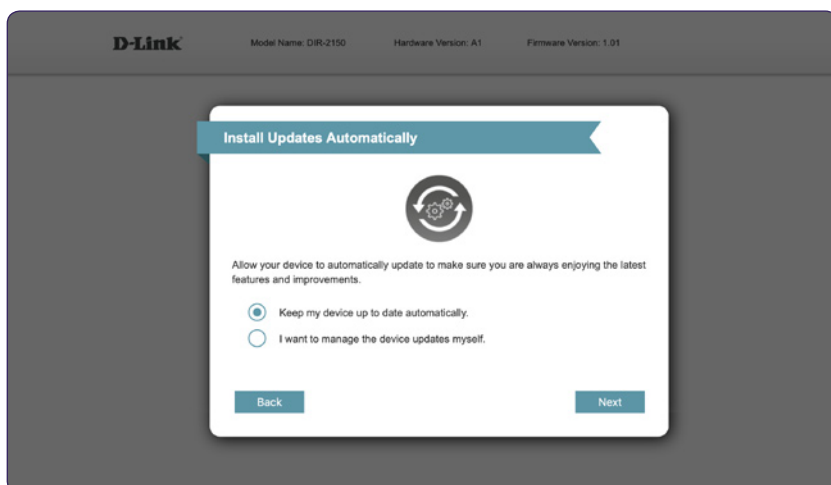 D-Link
Model Name: DIR-2150 Hardware Version: A1 Firmware Version: 1.01
Install Updates Automatically
Allow your device to automatically update to make sure you are always enjoying the latest
features and improvements.
Keep my device up to date automatically.
I want to manage the device updates myself.
Back Next